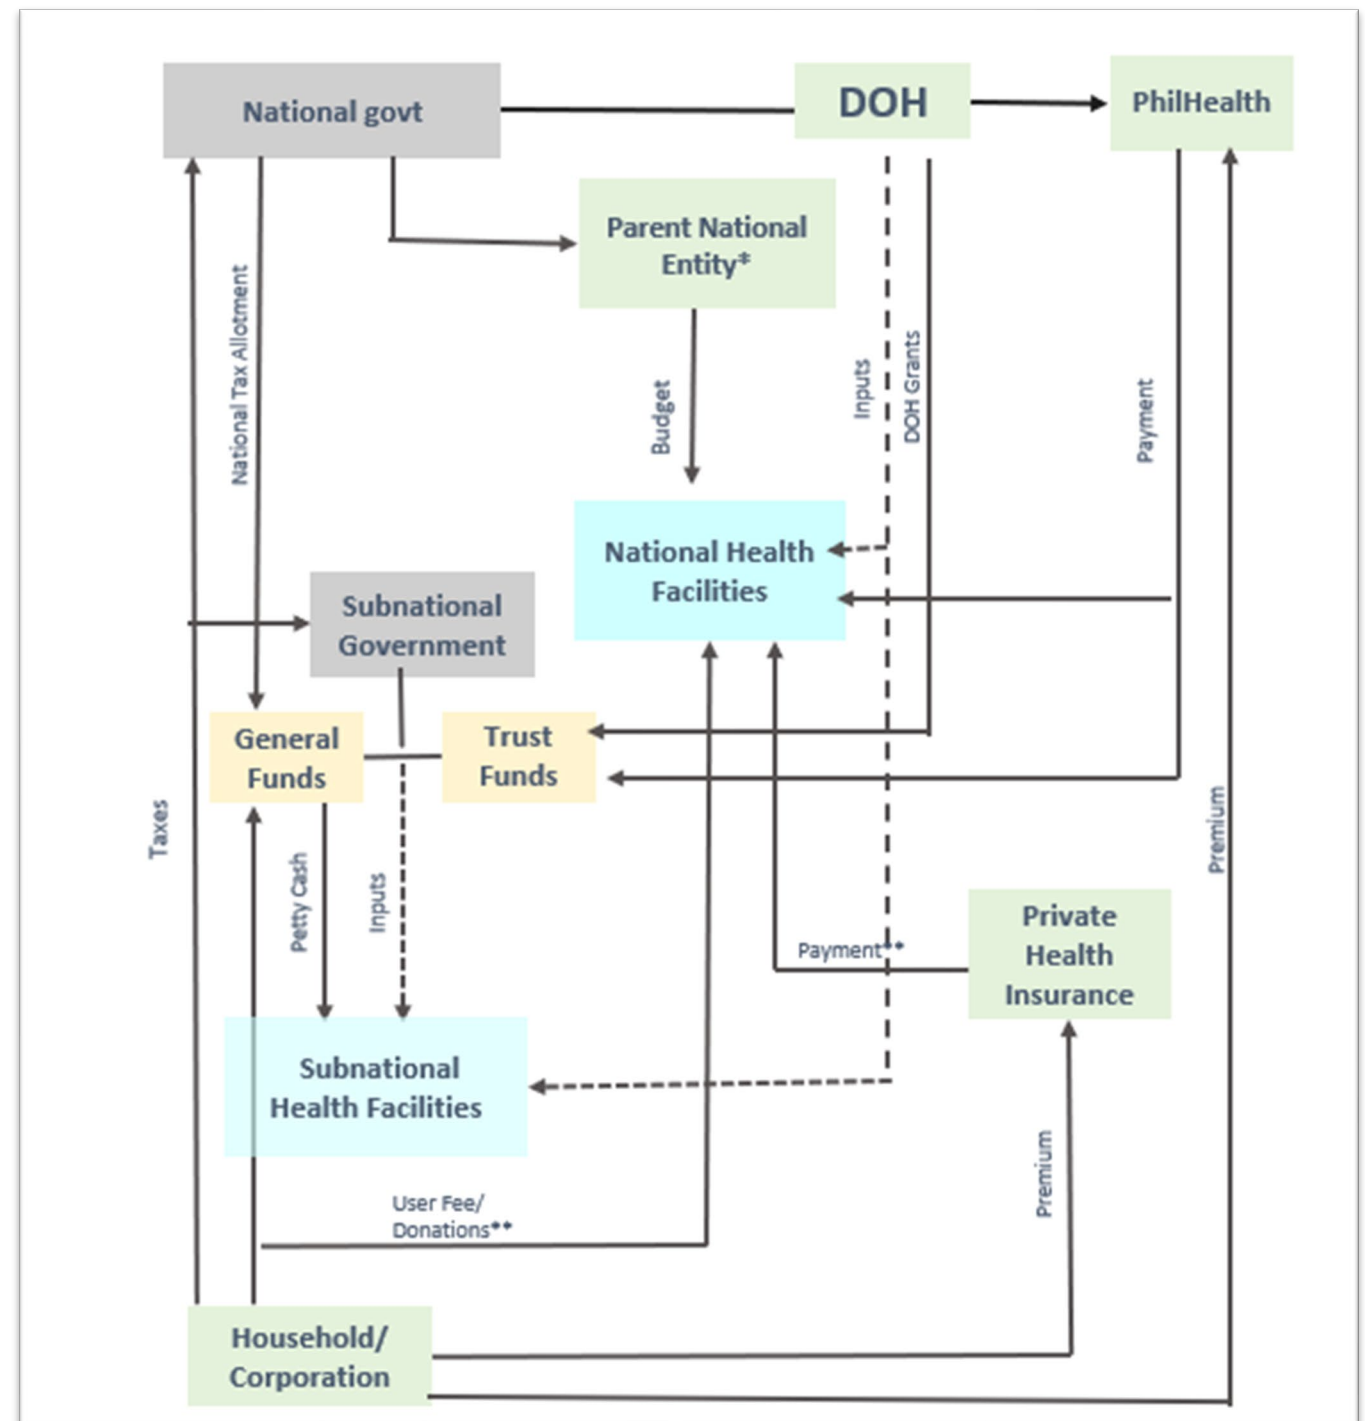 National govt
DOH
PhilHealth
Parent National
Entity*
National Tax Allotment
Budget
Inputs
DOH Grants
Payment
National Health
Facilities
Subnational
Government
General
Funds
Trust
Funds
Taxes
Petty Cash
Inputs
Premium
Private
Health
Insurance
Payment**
Subnational
Health Facilities
Premium
User Fee/
Donations**
Household/
Corporation